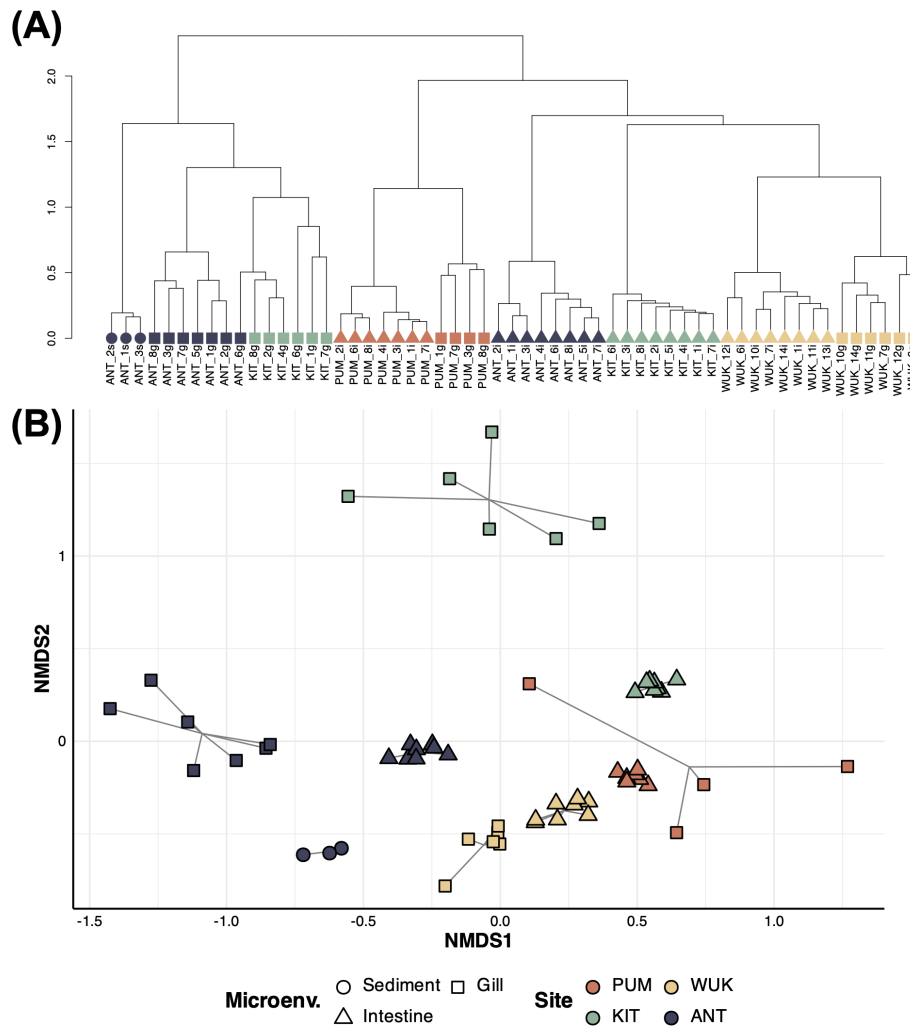 (A)
2.0
1.5
1.0
0.5
0.0
ANT_2s
ANT_1s
ANT_3s
ANT_8g
ANT_3g
ANT_7g
ANT_5g
ANT_1g
ANT_2g
ANT_6g
KIT_8g
KIT_2g
KIT_4g
KIT_6g
KIT_1g
KIT_7g
PUM_2i
PUM_6i
PUM_8i
PUM_4i
PUM_3i
PUM_1i
PUM_7i
PUM_1g
PUM_7g
PUM_3g
PUM_8g
ANT_2i
ANT_1i
ANT_3i
ANT_4i
ANT_6i
ANT_8i
ANT_5i
ANT_7i
KIT_6i
KIT_3i
KIT_8i
KIT_2i
KIT_5i
KIT_4i
KIT_1i
KIT_7i
WUK_12i
WUK_6i
WUK_10i
WUK_7i
WUK_14i
WUK_1i
WUK_11i
WUK_13i
WUK_10g
WUK_14g
WUK_11g
WUK_7g
WUK_12g
(B)
1
0
NMDS2
-1.5 -1.0 -0.5 0.0 0.5 1.0
NMDS1
Microenv. Sediment Gill Site PUM WUK
Intestine KIT ANT